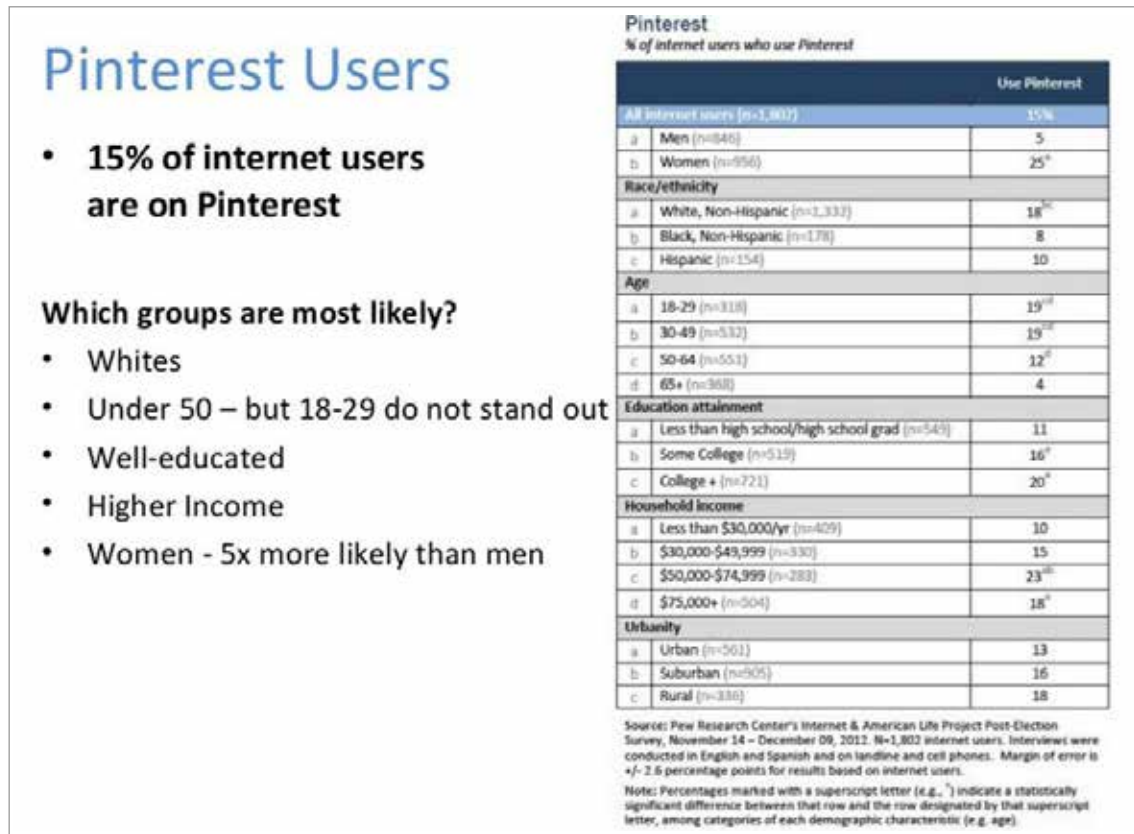 Pinterest Users
• 15% of internet users
are on Pinterest
Which groups are most likely?
• Whites
• Under 50 – but 18-29 do not stand out
• Well-educated
• Higher Income
• Women - 5x more likely than men
Pinterest
% of internet users who use Pinterest
Use Pinterest
All internet users (n=1,802) 15%
a Men (n=846) 5
b Women (n=956) 25ᵃ
Race/ethnicity
a White, Non-Hispanic (n=1,332) 18ᵇᶜ
b Black, Non-Hispanic (n=178) 8
c Hispanic (n=154) 10
Age
a 18-29 (n=318) 19ᶜᵈ
b 30-49 (n=532) 19ᶜᵈ
c 50-64 (n=551) 12ᵈ
d 65+ (n=368) 4
Education attainment
a Less than high school/high school grad (n=549) 11
b Some College (n=519) 16ᵃ
c College + (n=721) 20ᵃ
Household income
a Less than $30,000/yr (n=409) 10
b $30,000-$49,999 (n=330) 15
c $50,000-$74,999 (n=283) 23ᵃᵇ
d $75,000+ (n=504) 18ᵃ
Urbanity
a Urban (n=561) 13
b Suburban (n=905) 16
c Rural (n=336) 18
Source: Pew Research Center's Internet & American Life Project Post-Election
Survey, November 14 – December 09, 2012. N=1,802 internet users. Interviews were
conducted in English and Spanish and on landline and cell phones. Margin of error is
+/- 2.6 percentage points for results based on internet users.
Note: Percentages marked with a superscript letter (e.g., ᵃ) indicate a statistically
significant difference between that row and the row designated by that superscript
letter, among categories of each demographic characteristic (e.g. age).